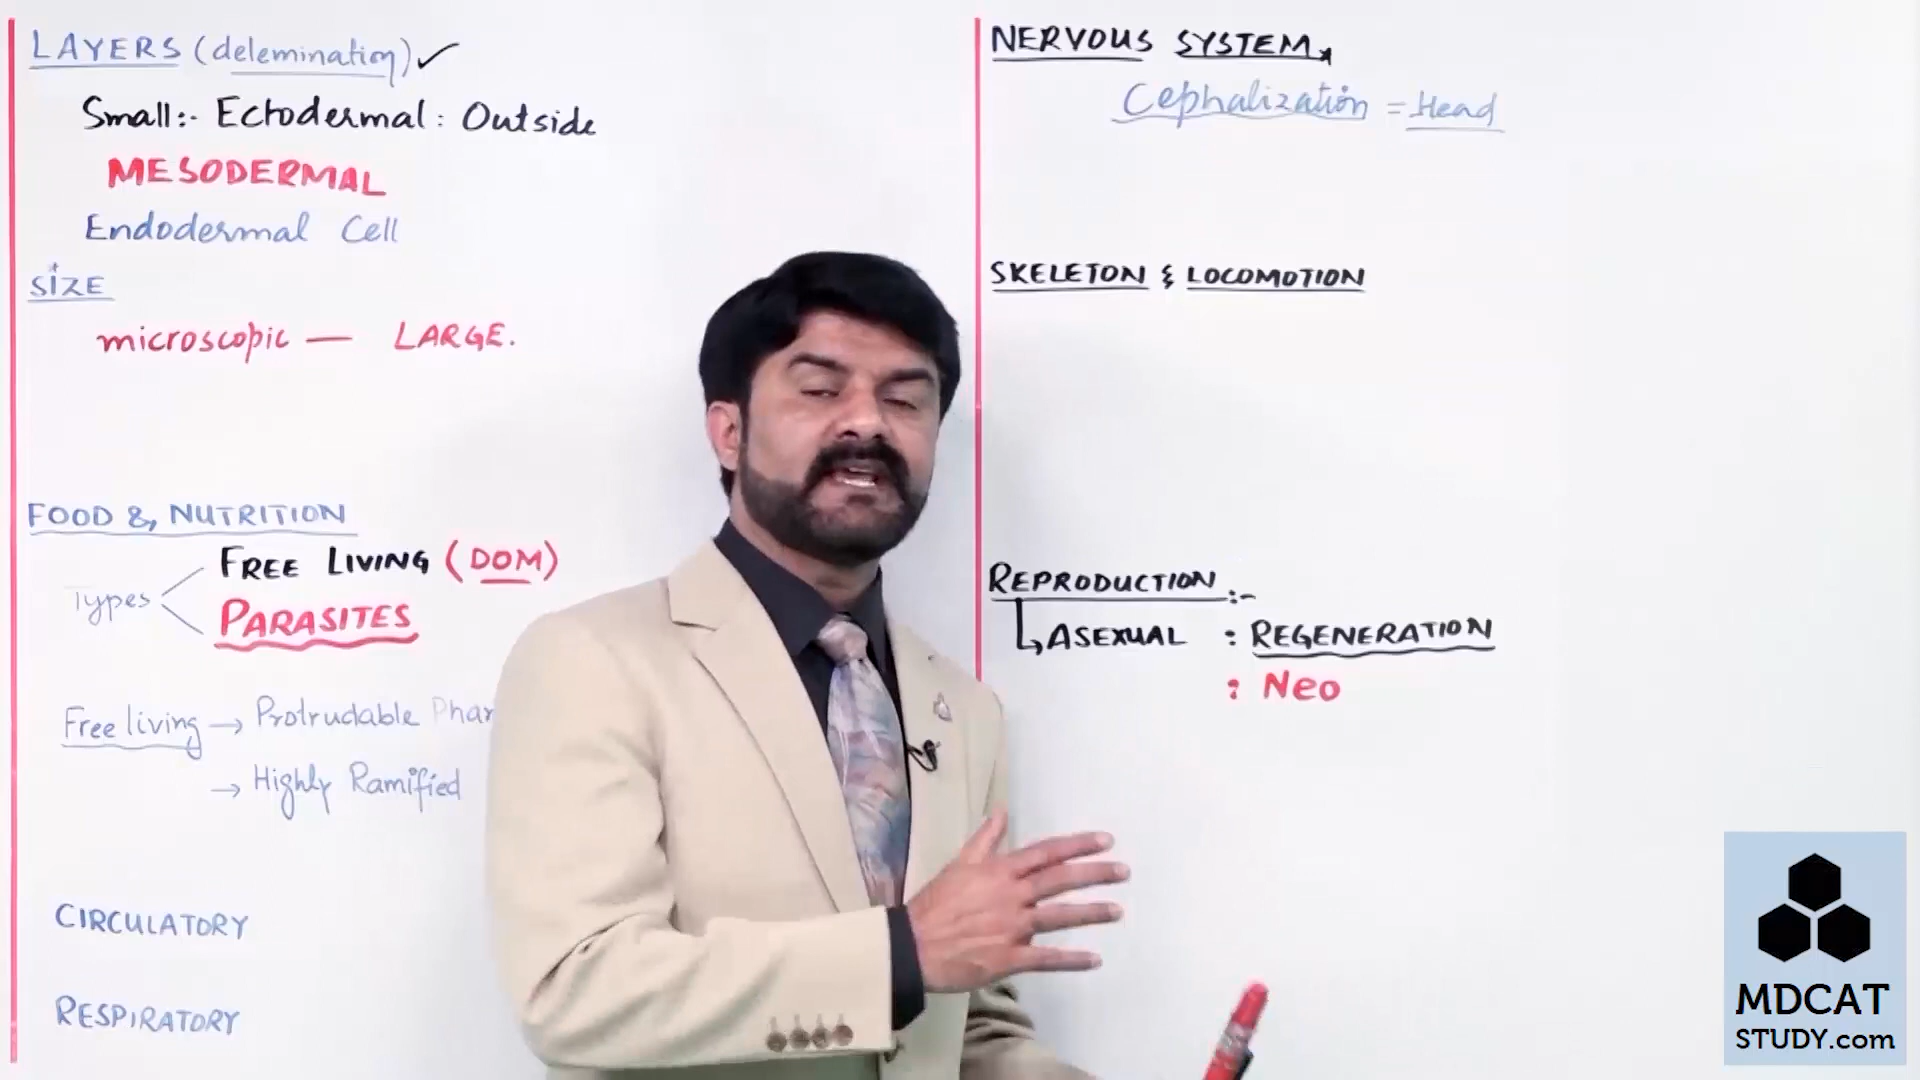 LAYERS (delemination) ✓
Small:- Ectodermal : Outside
MESODERMAL
Endodermal Cell
SIZE
microscopic — LARGE.
FOOD &, NUTRITION
Types
FREE LIVING (DOM)
PARASITES
Free living → Protrudable Phar
→ Highly Ramified
CIRCULATORY
RESPIRATORY
NERVOUS SYSTEM
Cephalization = Head
SKELETON & LOCOMOTION
REPRODUCTION :-
↳ ASEXUAL : REGENERATION
: Neo
MDCAT
STUDY.com